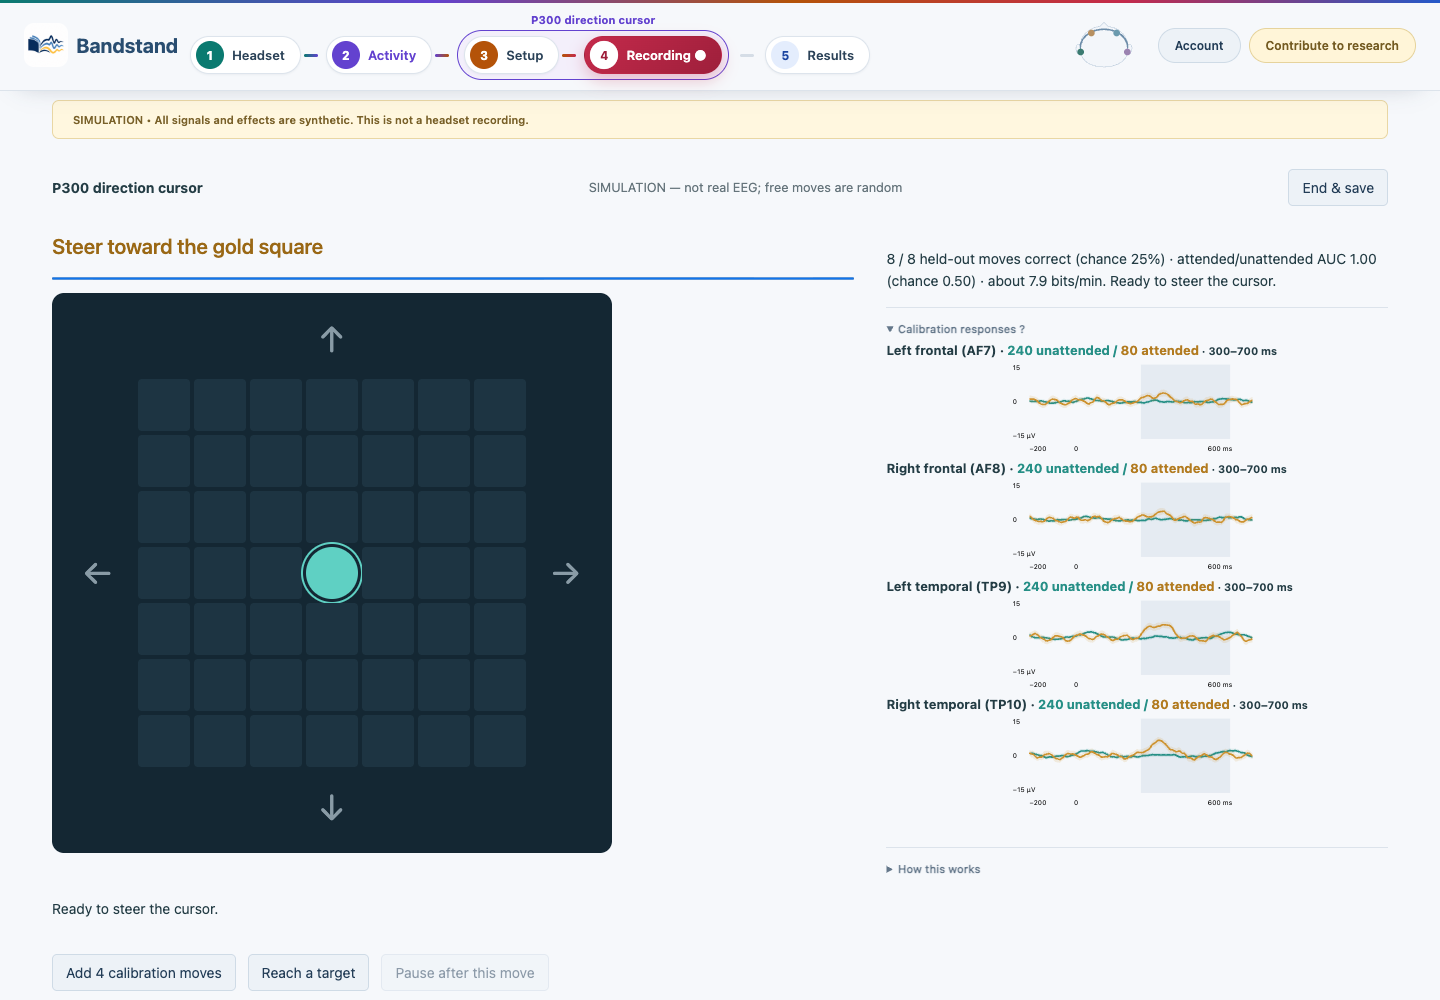 P300 direction cursor
Bandstand
1 Headset
2 Activity
3 Setup
4 Recording
5 Results
Account
Contribute to research
SIMULATION • All signals and effects are synthetic. This is not a headset recording.
P300 direction cursor
SIMULATION — not real EEG; free moves are random
End & save
Steer toward the gold square
8 / 8 held-out moves correct (chance 25%) · attended/unattended AUC 1.00
(chance 0.50) · about 7.9 bits/min. Ready to steer the cursor.
Calibration responses ?
Left frontal (AF7) · 240 unattended / 80 attended · 300–700 ms
15
0
−15 µV
−200 0 600 ms
Right frontal (AF8) · 240 unattended / 80 attended · 300–700 ms
15
0
−15 µV
−200 0 600 ms
Left temporal (TP9) · 240 unattended / 80 attended · 300–700 ms
15
0
−15 µV
−200 0 600 ms
Right temporal (TP10) · 240 unattended / 80 attended · 300–700 ms
15
0
−15 µV
−200 0 600 ms
How this works
Ready to steer the cursor.
Add 4 calibration moves
Reach a target
Pause after this move